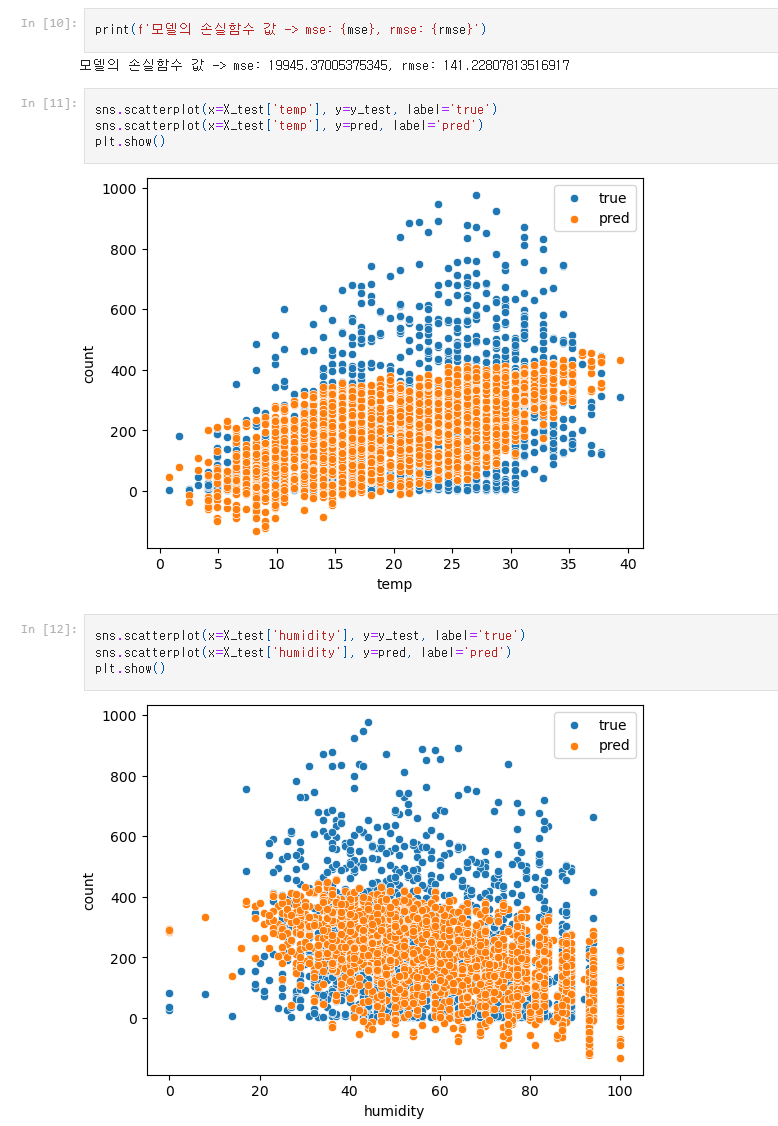 In [10]:
print(f'모델의 손실함수 값 -> mse: {mse}, rmse: {rmse}')
모델의 손실함수 값 -> mse: 19945.37005375345, rmse: 141.22807813516917
In [11]:
sns.scatterplot(x=X_test['temp'], y=y_test, label='true')
sns.scatterplot(x=X_test['temp'], y=pred, label='pred')
plt.show()
true
pred
1000
800
600
400
200
0
count
0 5 10 15 20 25 30 35 40
temp
In [12]:
sns.scatterplot(x=X_test['humidity'], y=y_test, label='true')
sns.scatterplot(x=X_test['humidity'], y=pred, label='pred')
plt.show()
true
pred
1000
800
600
400
200
0
count
0 20 40 60 80 100
humidity